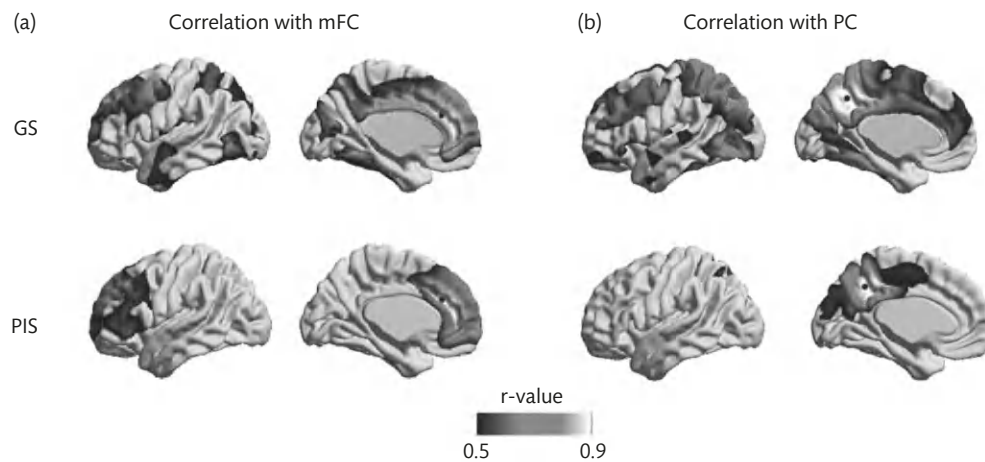 (a) Correlation with mFC (b) Correlation with PC
GS
PIS
r-value
0.5 0.9